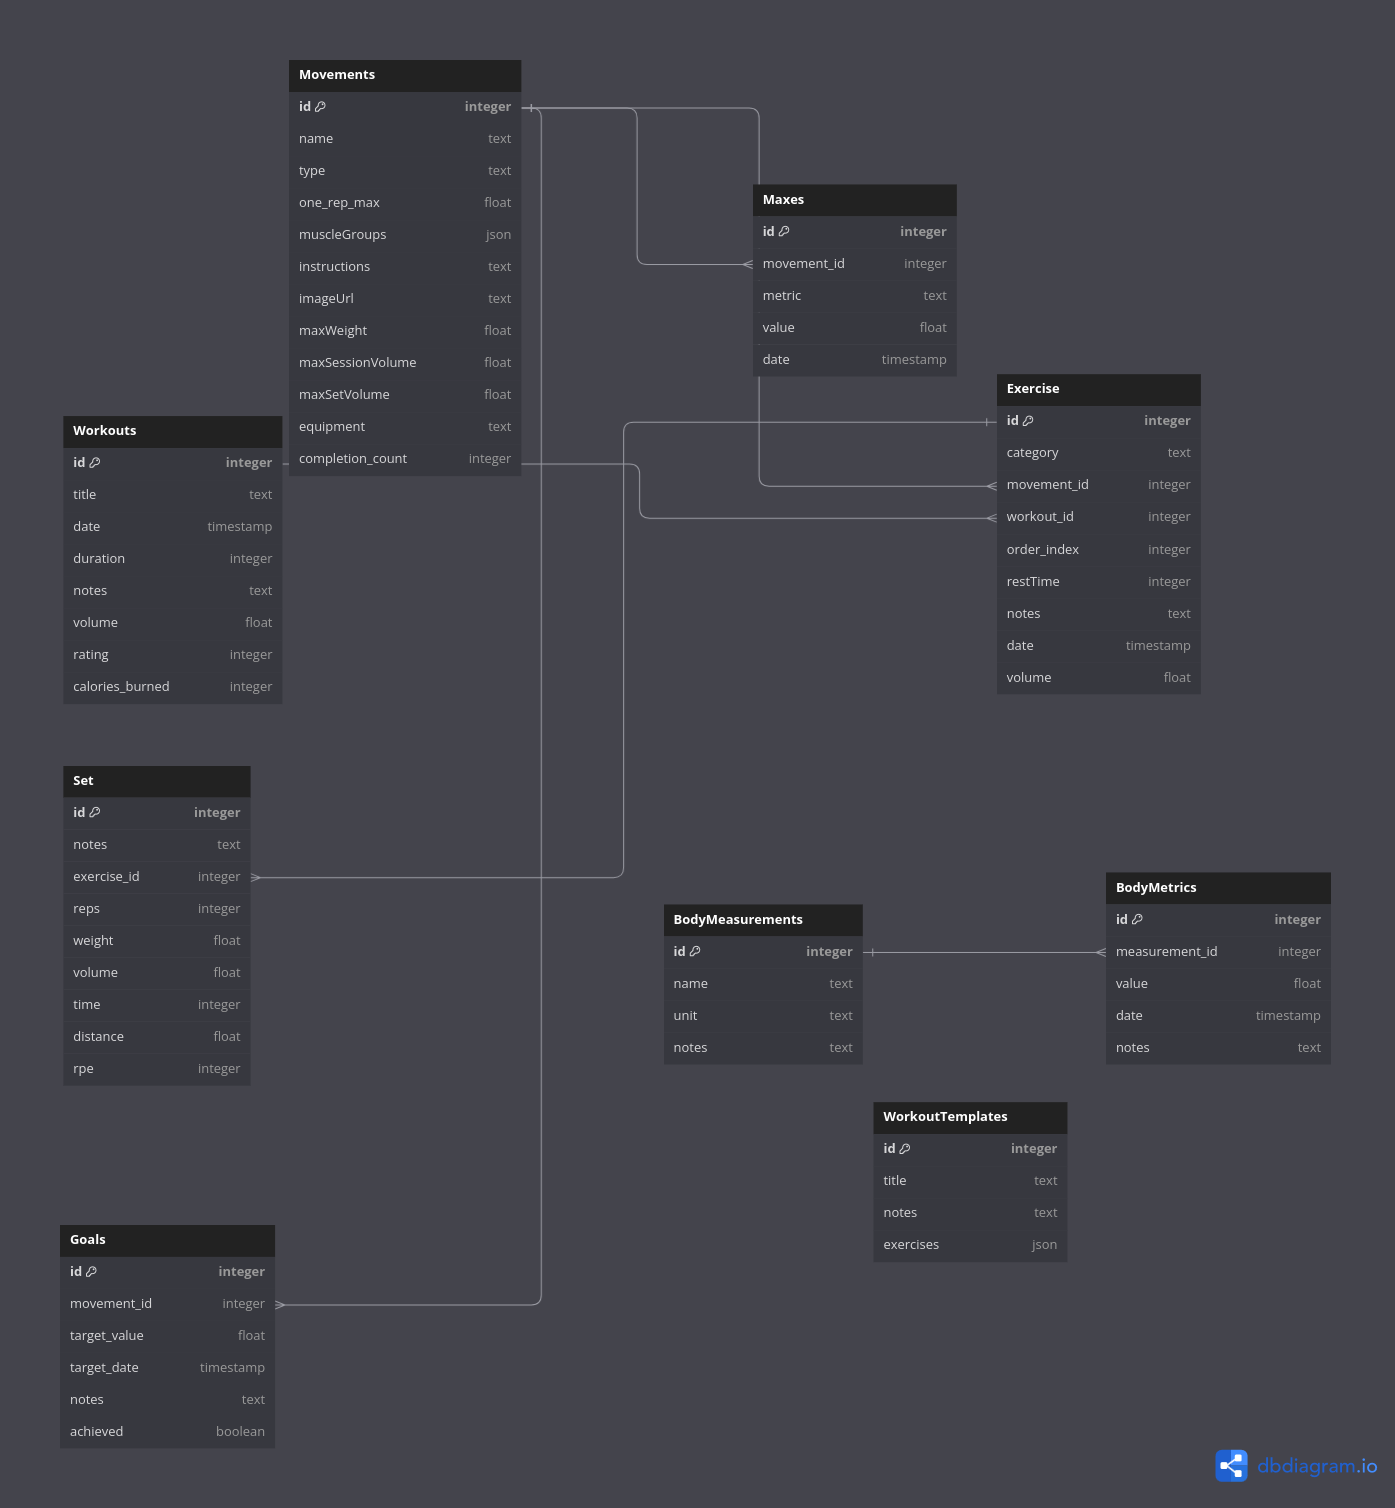 Movements
id integer
name text
type text
one_rep_max float
muscleGroups json
instructions text
imageUrl text
maxWeight float
maxSessionVolume float
maxSetVolume float
equipment text
completion_count integer
Maxes
id integer
movement_id integer
metric text
value float
date timestamp
Exercise
id integer
category text
movement_id integer
workout_id integer
order_index integer
restTime integer
notes text
date timestamp
volume float
Workouts
id integer
title text
date timestamp
duration integer
notes text
volume float
rating integer
calories_burned integer
Set
id integer
notes text
exercise_id integer
reps integer
weight float
volume float
time integer
distance float
rpe integer
BodyMeasurements
id integer
name text
unit text
notes text
BodyMetrics
id integer
measurement_id integer
value float
date timestamp
notes text
WorkoutTemplates
id integer
title text
notes text
exercises json
Goals
id integer
movement_id integer
target_value float
target_date timestamp
notes text
achieved boolean
dbdiagram.io